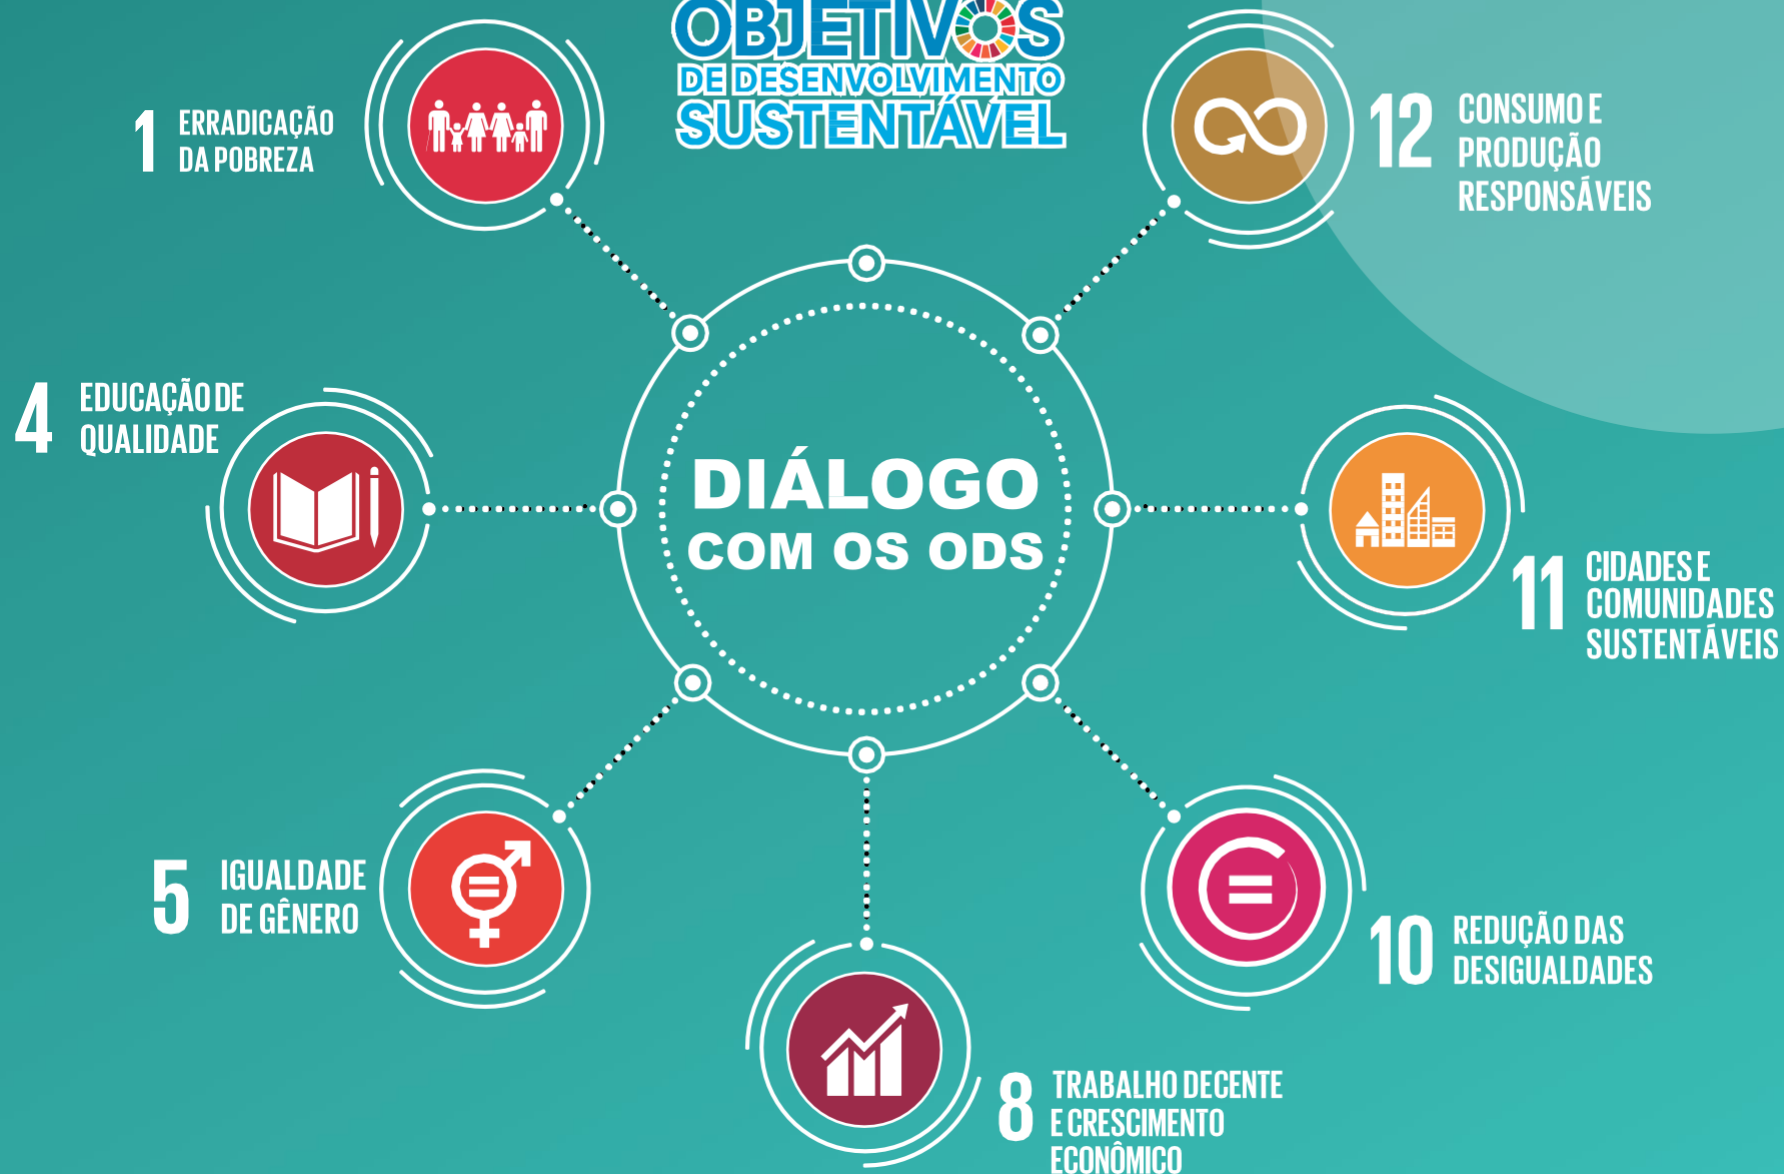 OBJETIVOS
DE DESENVOLVIMENTO
SUSTENTÁVEL
1 ERRADICAÇÃO
DA POBREZA
12 CONSUMO E
PRODUÇÃO
RESPONSÁVEIS
4 EDUCAÇÃO DE
QUALIDADE
DIÁLOGO
COM OS ODS
11 CIDADES E
COMUNIDADES
SUSTENTÁVEIS
5 IGUALDADE
DE GÊNERO
10 REDUÇÃO DAS
DESIGUALDADES
8 TRABALHO DECENTE
E CRESCIMENTO
ECONÔMICO